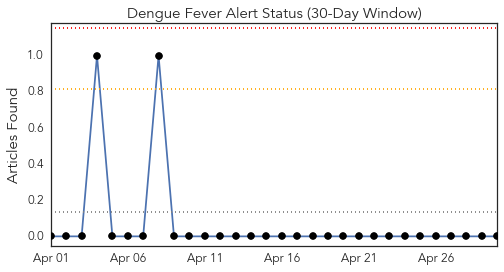 Dengue Fever Alert Status (30-Day Window)
Articles Found
1.0
0.8
0.6
0.4
0.2
0.0
Apr 01 Apr 06 Apr 11 Apr 16 Apr 21 Apr 26